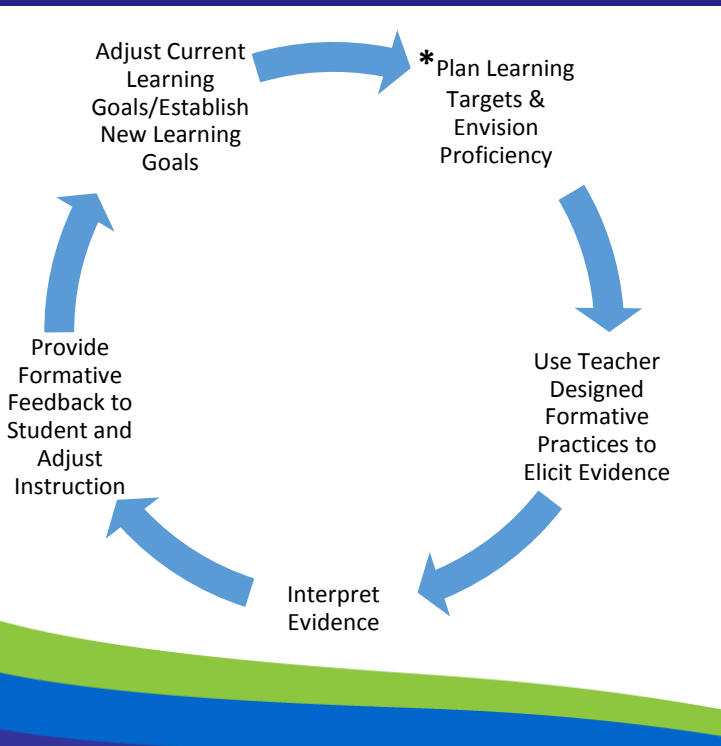 *Plan Learning
Targets &
Envision
Proficiency
Use Teacher
Designed
Formative
Practices to
Elicit Evidence
Interpret
Evidence
Provide
Formative
Feedback to
Student and
Adjust
Instruction
Adjust Current
Learning
Goals/Establish
New Learning
Goals